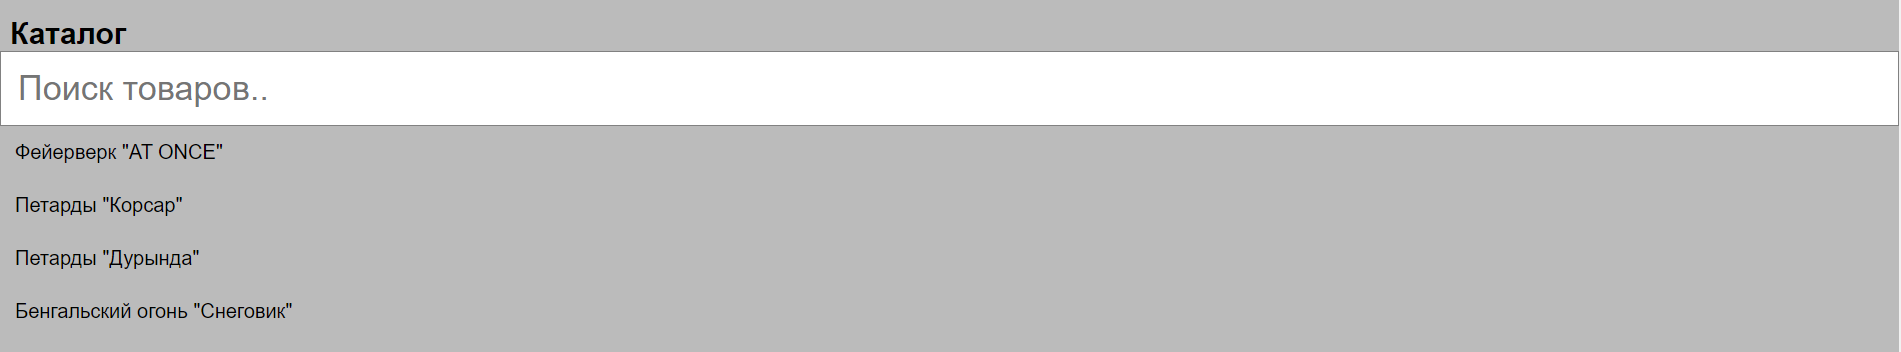 Каталог
Поиск товаров..
Фейерверк "AT ONCE"
Петарды "Корсар"
Петарды "Дурында"
Бенгальский огонь "Снеговик"